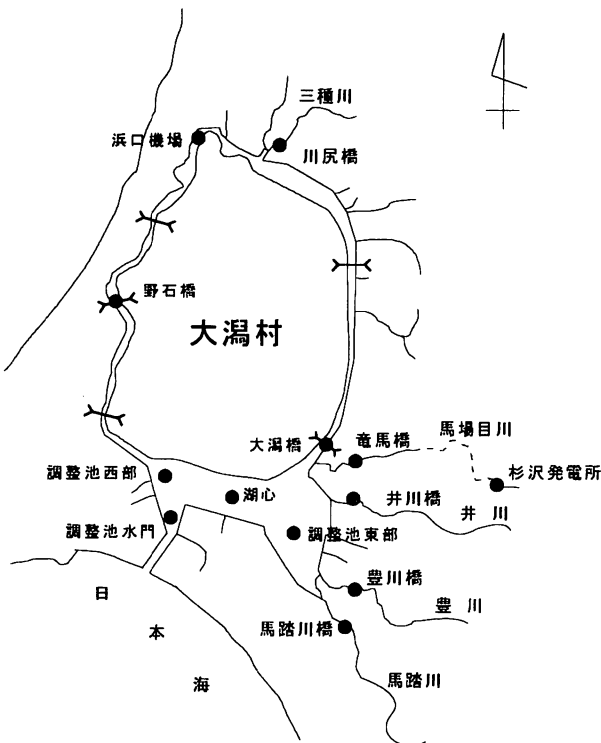 三種川
浜口機場
川尻橋
野石橋
大潟村
大潟橋
竜馬橋
馬場目川
調整池西部
湖心
杉沢発電所
井川橋
井川
調整池水門
調整池東部
豊川橋
日本海
豊川
馬踏川橋
馬踏川